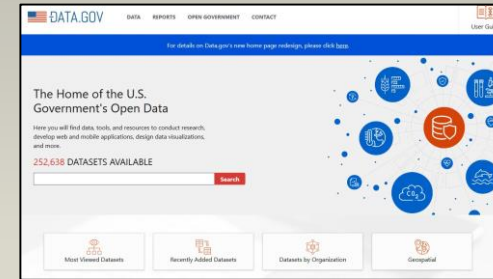 DATA.GOV
DATA REPORTS OPEN GOVERNMENT CONTACT
User Gu
For details on Data.gov's new home page redesign, please click here.
The Home of the U.S.
Government's Open Data
Here you will find data, tools, and resources to conduct research,
develop web and mobile applications, design data visualizations,
and more.
252,638 DATASETS AVAILABLE
Search
CO₂
Most Viewed Datasets
Recently Added Datasets
Datasets by Organization
Geospatial